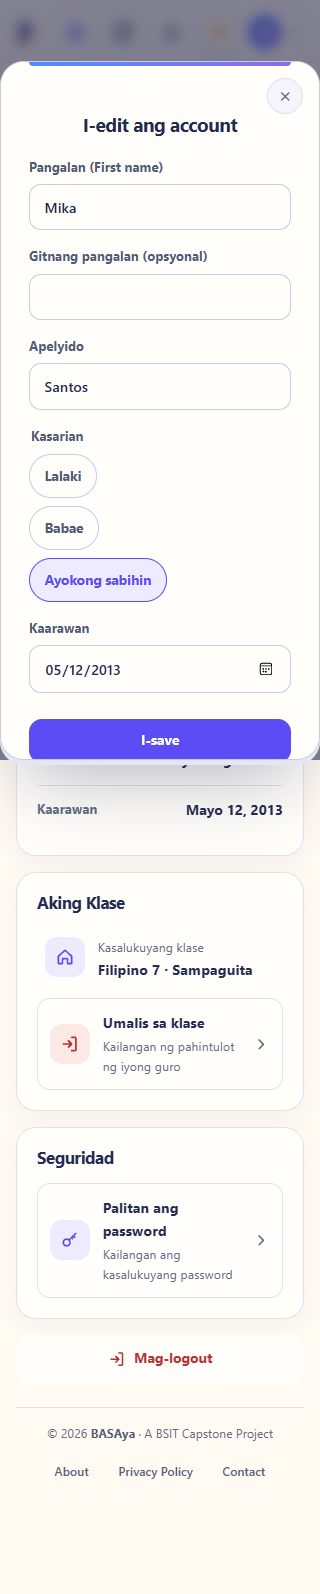 I-edit ang account
Pangalan (First name)
Mika
Gitnang pangalan (opsyonal)
Apelyido
Santos
Kasarian
Lalaki
Babae
Ayokong sabihin
Kaarawan
05/12/2013
I-save
Kaarawan
Mayo 12, 2013
Aking Klase
Kasalukuyang klase
Filipino 7 · Sampaguita
Umalis sa klase
Kailangan ng pahintulot
ng iyong guro
Seguridad
Palitan ang
password
Kailangan ang
kasalukuyang password
Mag-logout
© 2026 BASAya · A BSIT Capstone Project
About Privacy Policy Contact